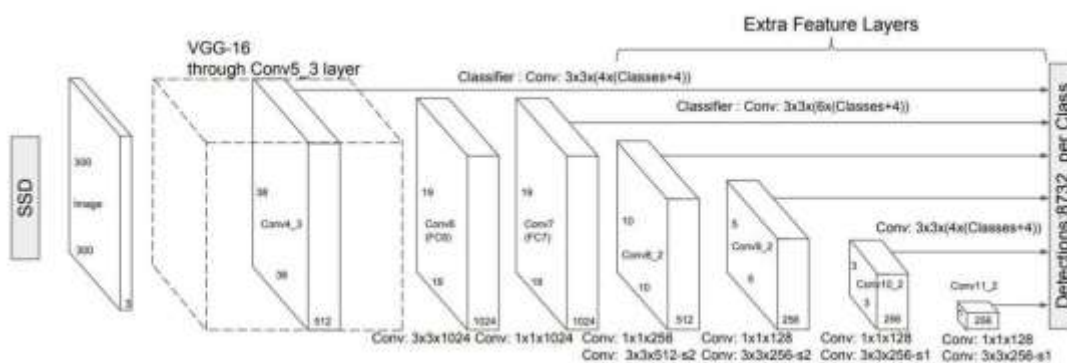 Extra Feature Layers
VGG-16
through Conv5_3 layer
Classifier : Conv: 3x3x(4x(Classes+4))
Classifier : Conv: 3x3x(6x(Classes+4))
Conv: 3x3x(4x(Classes+4))
SSD
300
Image
300
3
38
Conv4_3
38
512
19
Conv6
(FC6)
19
1024
19
Conv7
(FC7)
19
1024
10
Conv8_2
10
512
5
Conv9_2
5
256
3
Conv10_2
3
256
Conv11_2
256
Detections:8732 per Class
Conv: 3x3x1024
Conv: 1x1x1024
Conv: 1x1x256
Conv: 3x3x512-s2
Conv: 1x1x128
Conv: 3x3x256-s2
Conv: 1x1x128
Conv: 3x3x256-s1
Conv: 1x1x128
Conv: 3x3x256-s1